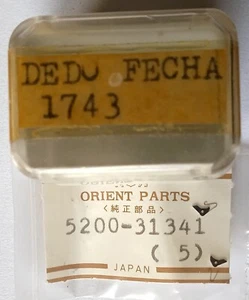 DEDO FECHA
1743
ORIENT PARTS
〈純正部品〉
5200-31341
( 5)
JAPAN